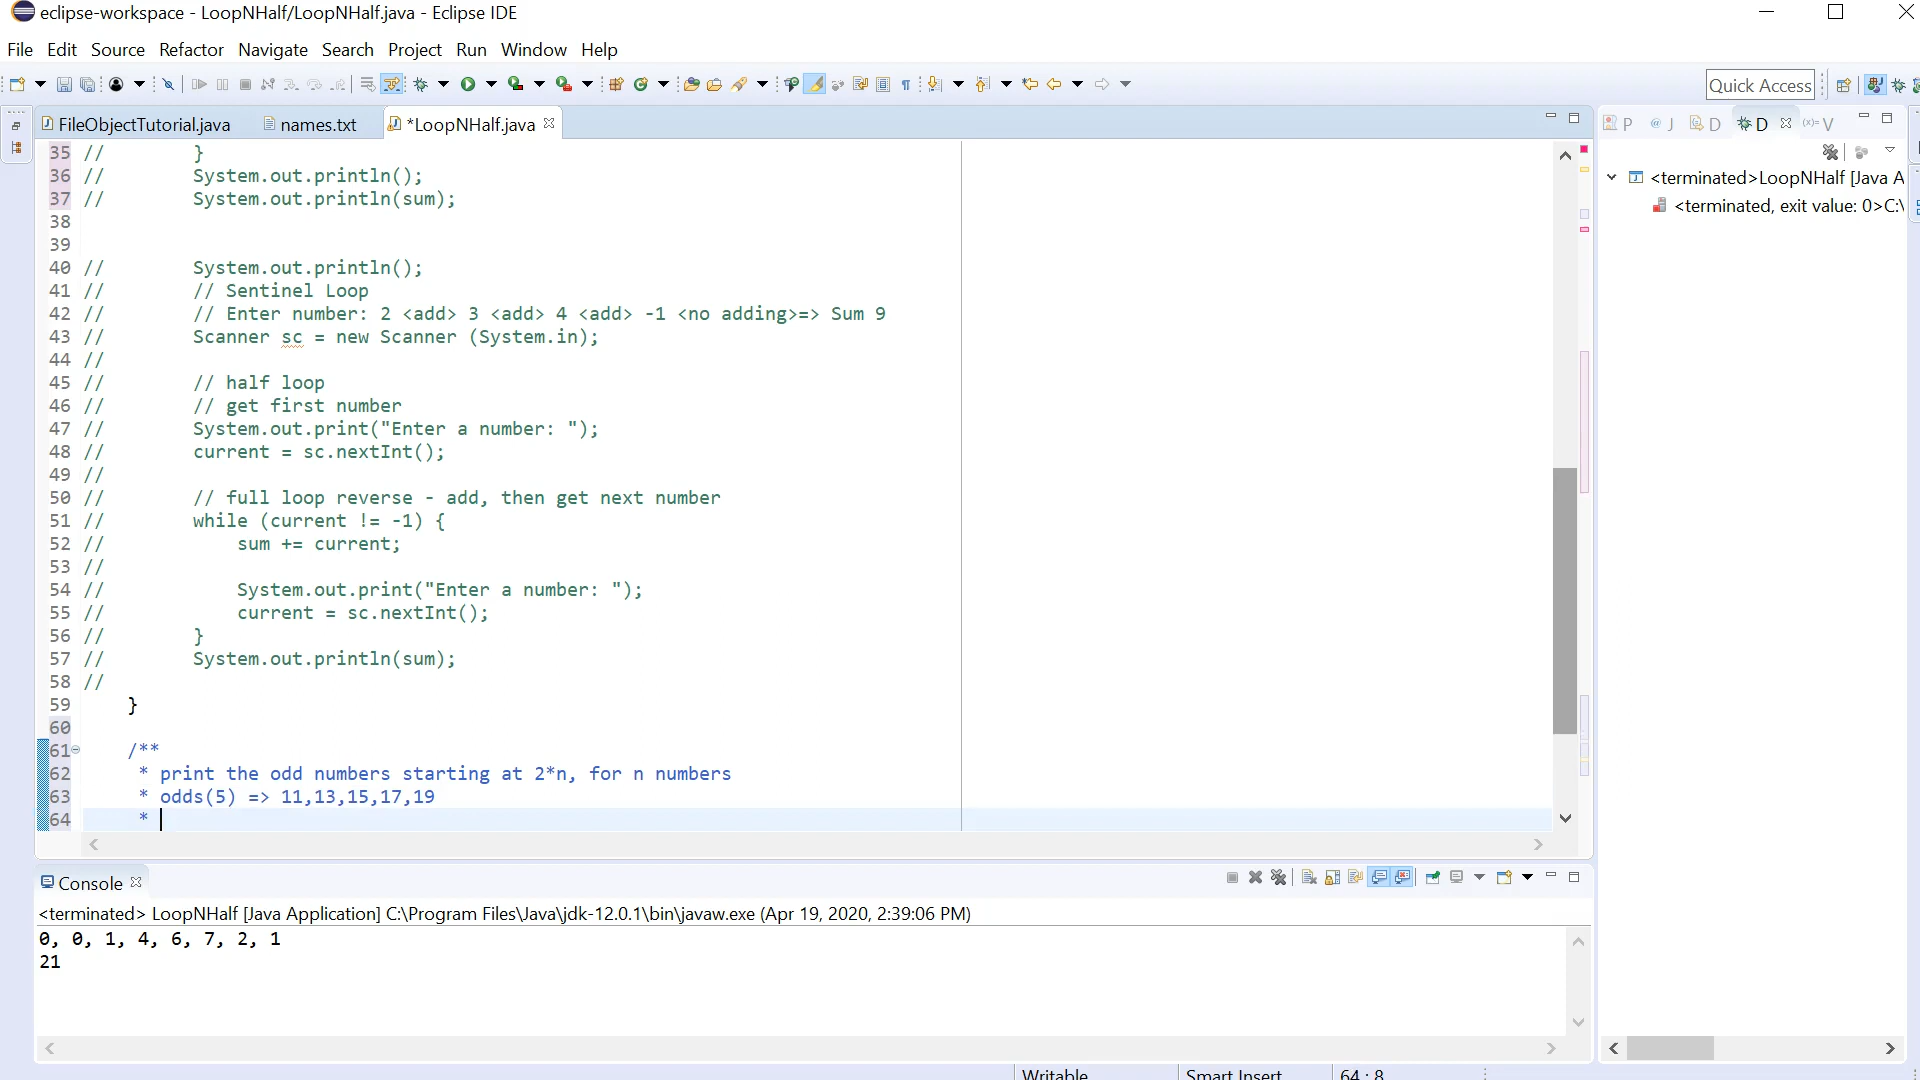 eclipse-workspace - LoopNHalf/LoopNHalf.java - Eclipse IDE
File Edit Source Refactor Navigate Search Project Run Window Help
Quick Access
FileObjectTutorial.java names.txt *LoopNHalf.java
P J D D V
35 // }
36 // System.out.println();
37 // System.out.println(sum);
38
39
40 // System.out.println();
41 // // Sentinel Loop
42 // // Enter number: 2 <add> 3 <add> 4 <add> -1 <no adding>=> Sum 9
43 // Scanner sc = new Scanner (System.in);
44 //
45 // // half loop
46 // // get first number
47 // System.out.print("Enter a number: ");
48 // current = sc.nextInt();
49 //
50 // // full loop reverse - add, then get next number
51 // while (current != -1) {
52 // sum += current;
53 //
54 // System.out.print("Enter a number: ");
55 // current = sc.nextInt();
56 // }
57 // System.out.println(sum);
58 //
59 }
60
61 /**
62 * print the odd numbers starting at 2*n, for n numbers
63 * odds(5) => 11,13,15,17,19
64 *
<terminated>LoopNHalf [Java A
<terminated, exit value: 0>C:\
Console
<terminated> LoopNHalf [Java Application] C:\Program Files\Java\jdk-12.0.1\bin\javaw.exe (Apr 19, 2020, 2:39:06 PM)
0, 0, 1, 4, 6, 7, 2, 1
21
Writable Smart Insert 64 : 8